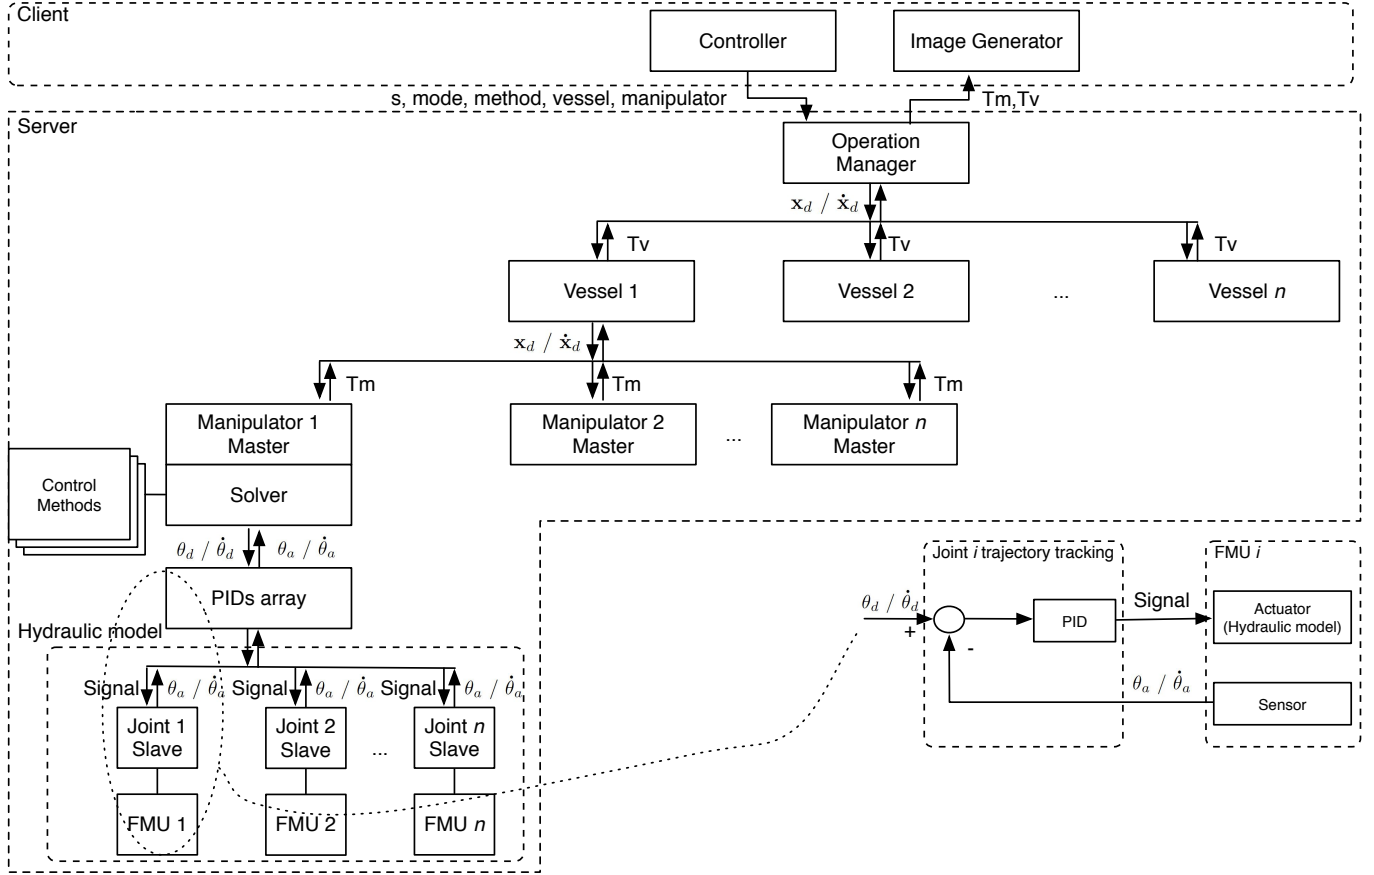 Client
Controller
Image Generator
s, mode, method, vessel, manipulator
Tm,Tv
Server
Operation
Manager
𝐱_d / 𝐱̇_d
Tv
Tv
Tv
Vessel 1
Vessel 2
...
Vessel n
𝐱_d / 𝐱̇_d
Tm
Tm
Tm
Manipulator 1
Master
Manipulator 2
Master
...
Manipulator n
Master
Control
Methods
Solver
θ_d / θ̇_d
θ_a / θ̇_a
PIDs array
Hydraulic model
Signal
θ_a / θ̇_a
Signal
θ_a / θ̇_a
Signal
θ_a / θ̇_a
Joint 1
Slave
Joint 2
Slave
...
Joint n
Slave
FMU 1
FMU 2
FMU n
Joint i trajectory tracking
FMU i
θ_d / θ̇_d
+
-
PID
Signal
Actuator
(Hydraulic model)
θ_a / θ̇_a
Sensor